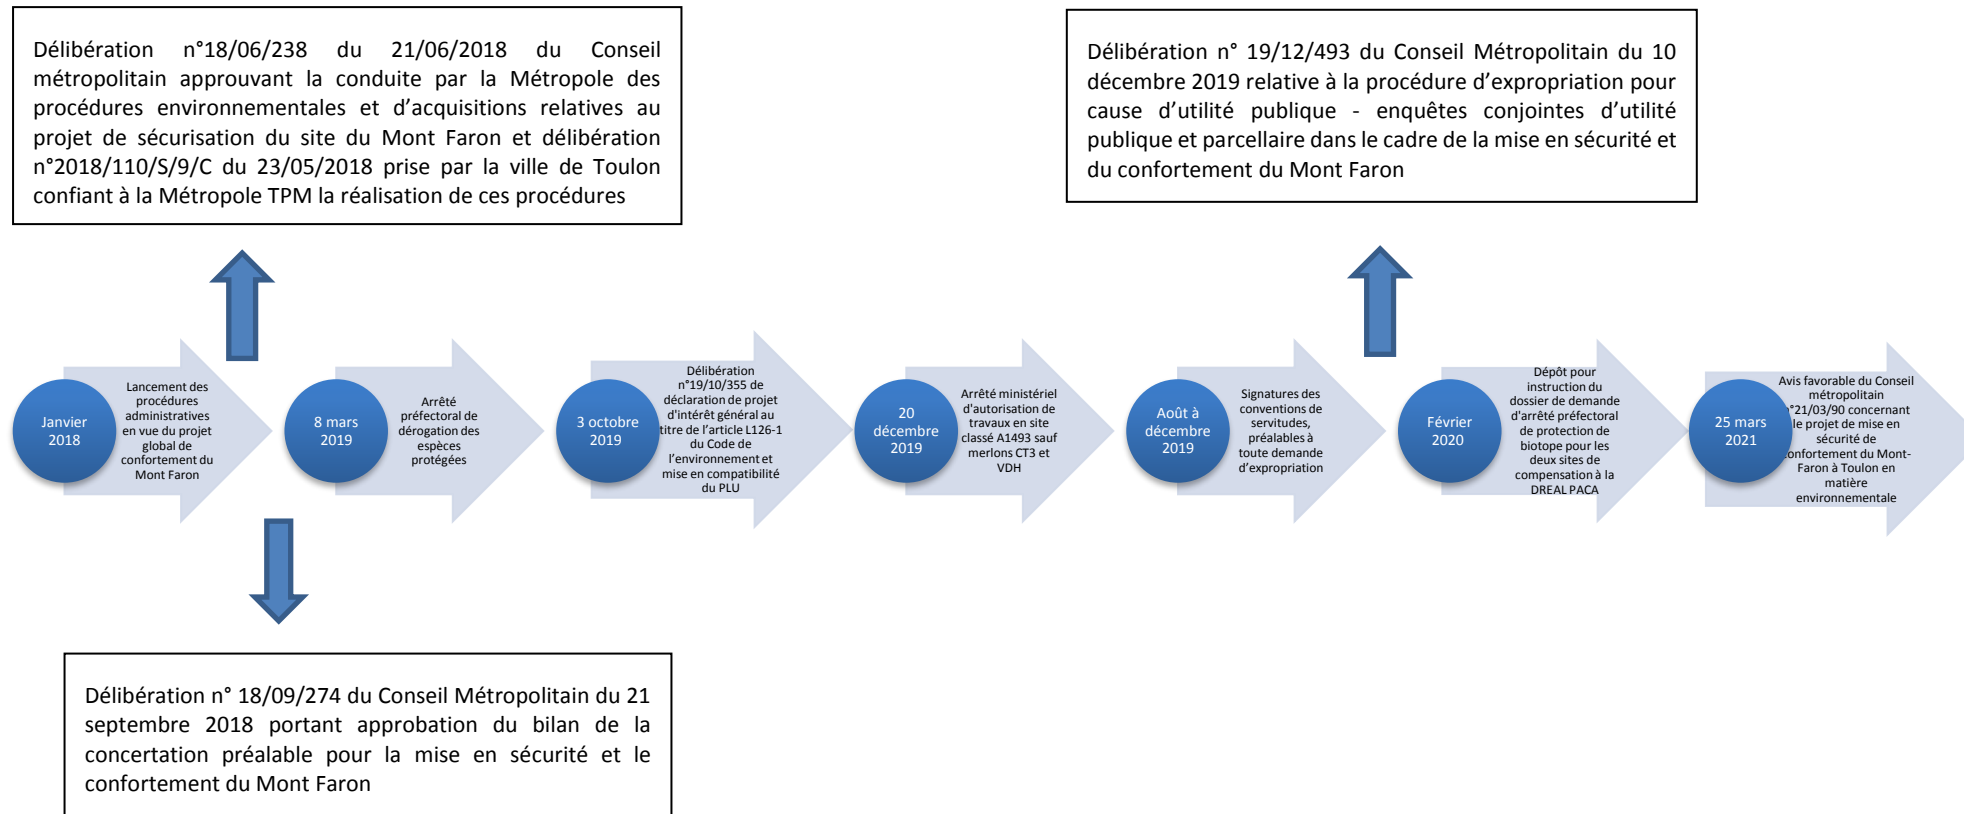 Délibération n°18/06/238 du 21/06/2018 du Conseil
métropolitain approuvant la conduite par la Métropole des
procédures environnementales et d’acquisitions relatives au
projet de sécurisation du site du Mont Faron et délibération
n°2018/110/S/9/C du 23/05/2018 prise par la ville de Toulon
confiant à la Métropole TPM la réalisation de ces procédures
Délibération n° 19/12/493 du Conseil Métropolitain du 10
décembre 2019 relative à la procédure d’expropriation pour
cause d’utilité publique - enquêtes conjointes d’utilité
publique et parcellaire dans le cadre de la mise en sécurité et
du confortement du Mont Faron
Janvier
2018
Lancement des
procédures
administratives
en vue du projet
global de
confortement du
Mont Faron
8 mars
2019
Arrêté
préfectoral de
dérogation des
espèces
protégées
3 octobre
2019
Délibération
n°19/10/355 de
déclaration de projet
d'intérêt général au
titre de l’article L126-1
du Code de
l’environnement et
mise en compatibilité
du PLU
20
décembre
2019
Arrêté ministériel
d'autorisation de
travaux en site
classé A1493 sauf
merlons CT3 et
VDH
Août à
décembre
2019
Signatures des
conventions de
servitudes,
préalables à
toute demande
d’expropriation
Février
2020
Dépôt pour
instruction du
dossier de demande
d'arrêté préfectoral
de protection de
biotope pour les
deux sites de
compensation à la
DREAL PACA
25 mars
2021
Avis favorable du Conseil
métropolitain
n°21/03/90 concernant
le projet de mise en
sécurité de
confortement du Mont-
Faron à Toulon en
matière
environnementale
Délibération n° 18/09/274 du Conseil Métropolitain du 21
septembre 2018 portant approbation du bilan de la
concertation préalable pour la mise en sécurité et le
confortement du Mont Faron